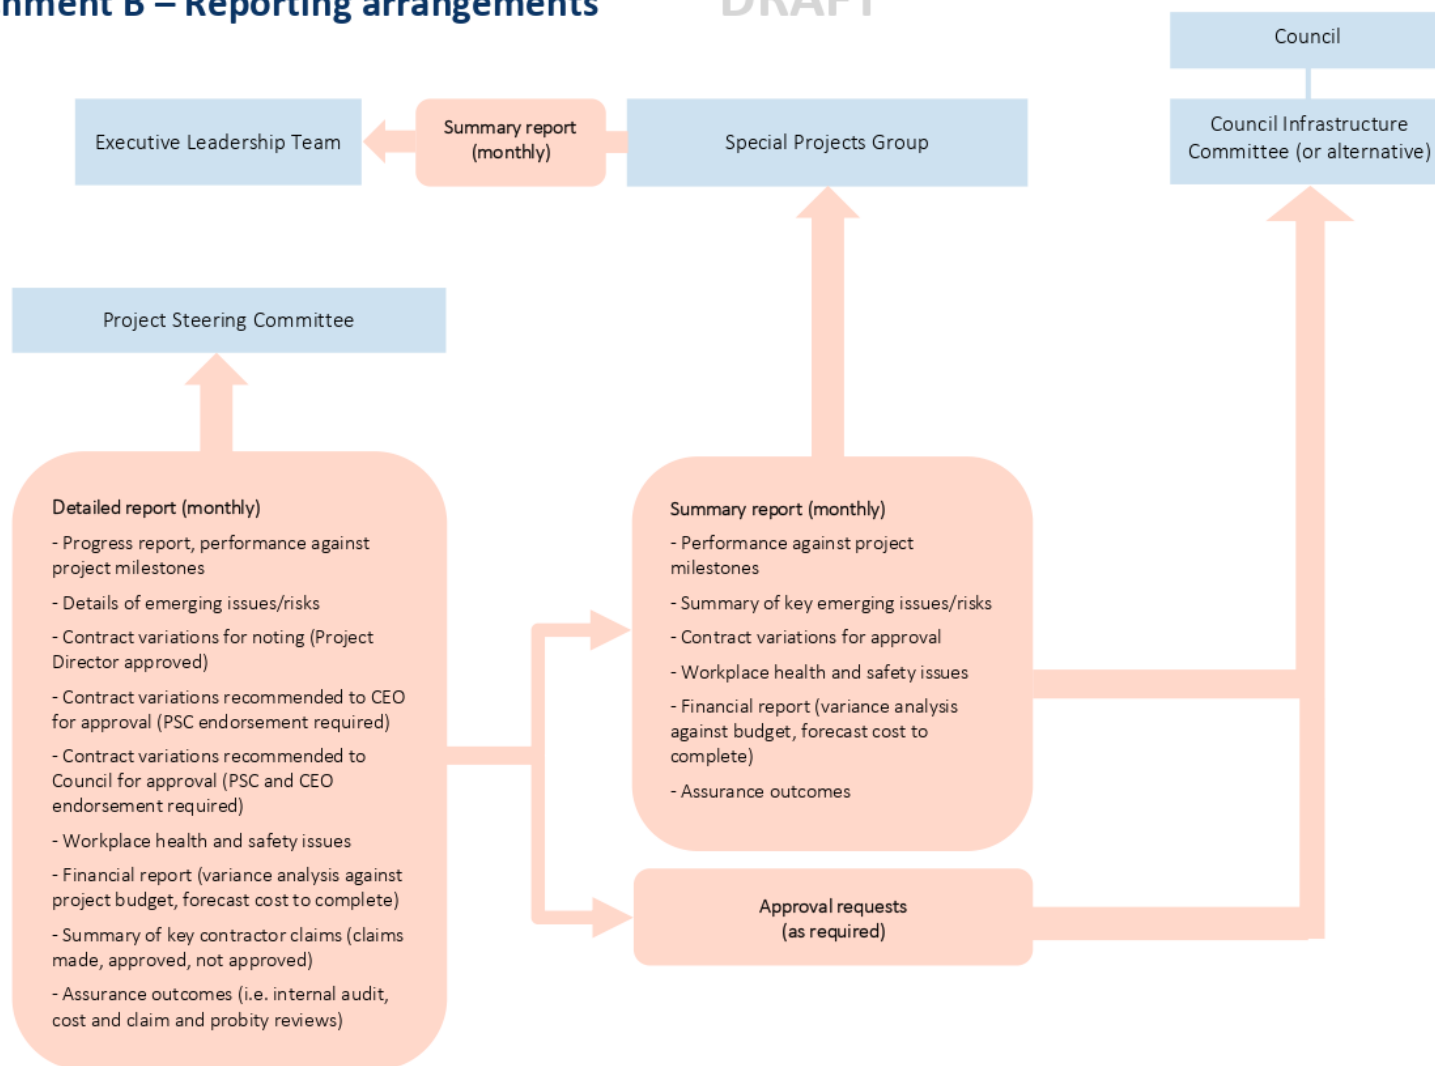 nment B – Reporting arrangements
DRAFT
Council
Executive Leadership Team
Summary report
(monthly)
Special Projects Group
Council Infrastructure
Committee (or alternative)
Project Steering Committee
Detailed report (monthly)
- Progress report, performance against
project milestones
- Details of emerging issues/risks
- Contract variations for noting (Project
Director approved)
- Contract variations recommended to CEO
for approval (PSC endorsement required)
- Contract variations recommended to
Council for approval (PSC and CEO
endorsement required)
- Workplace health and safety issues
- Financial report (variance analysis against
project budget, forecast cost to complete)
- Summary of key contractor claims (claims
made, approved, not approved)
- Assurance outcomes (i.e. internal audit,
cost and claim and probity reviews)
Summary report (monthly)
- Performance against project
milestones
- Summary of key emerging issues/risks
- Contract variations for approval
- Workplace health and safety issues
- Financial report (variance analysis
against budget, forecast cost to
complete)
- Assurance outcomes
Approval requests
(as required)